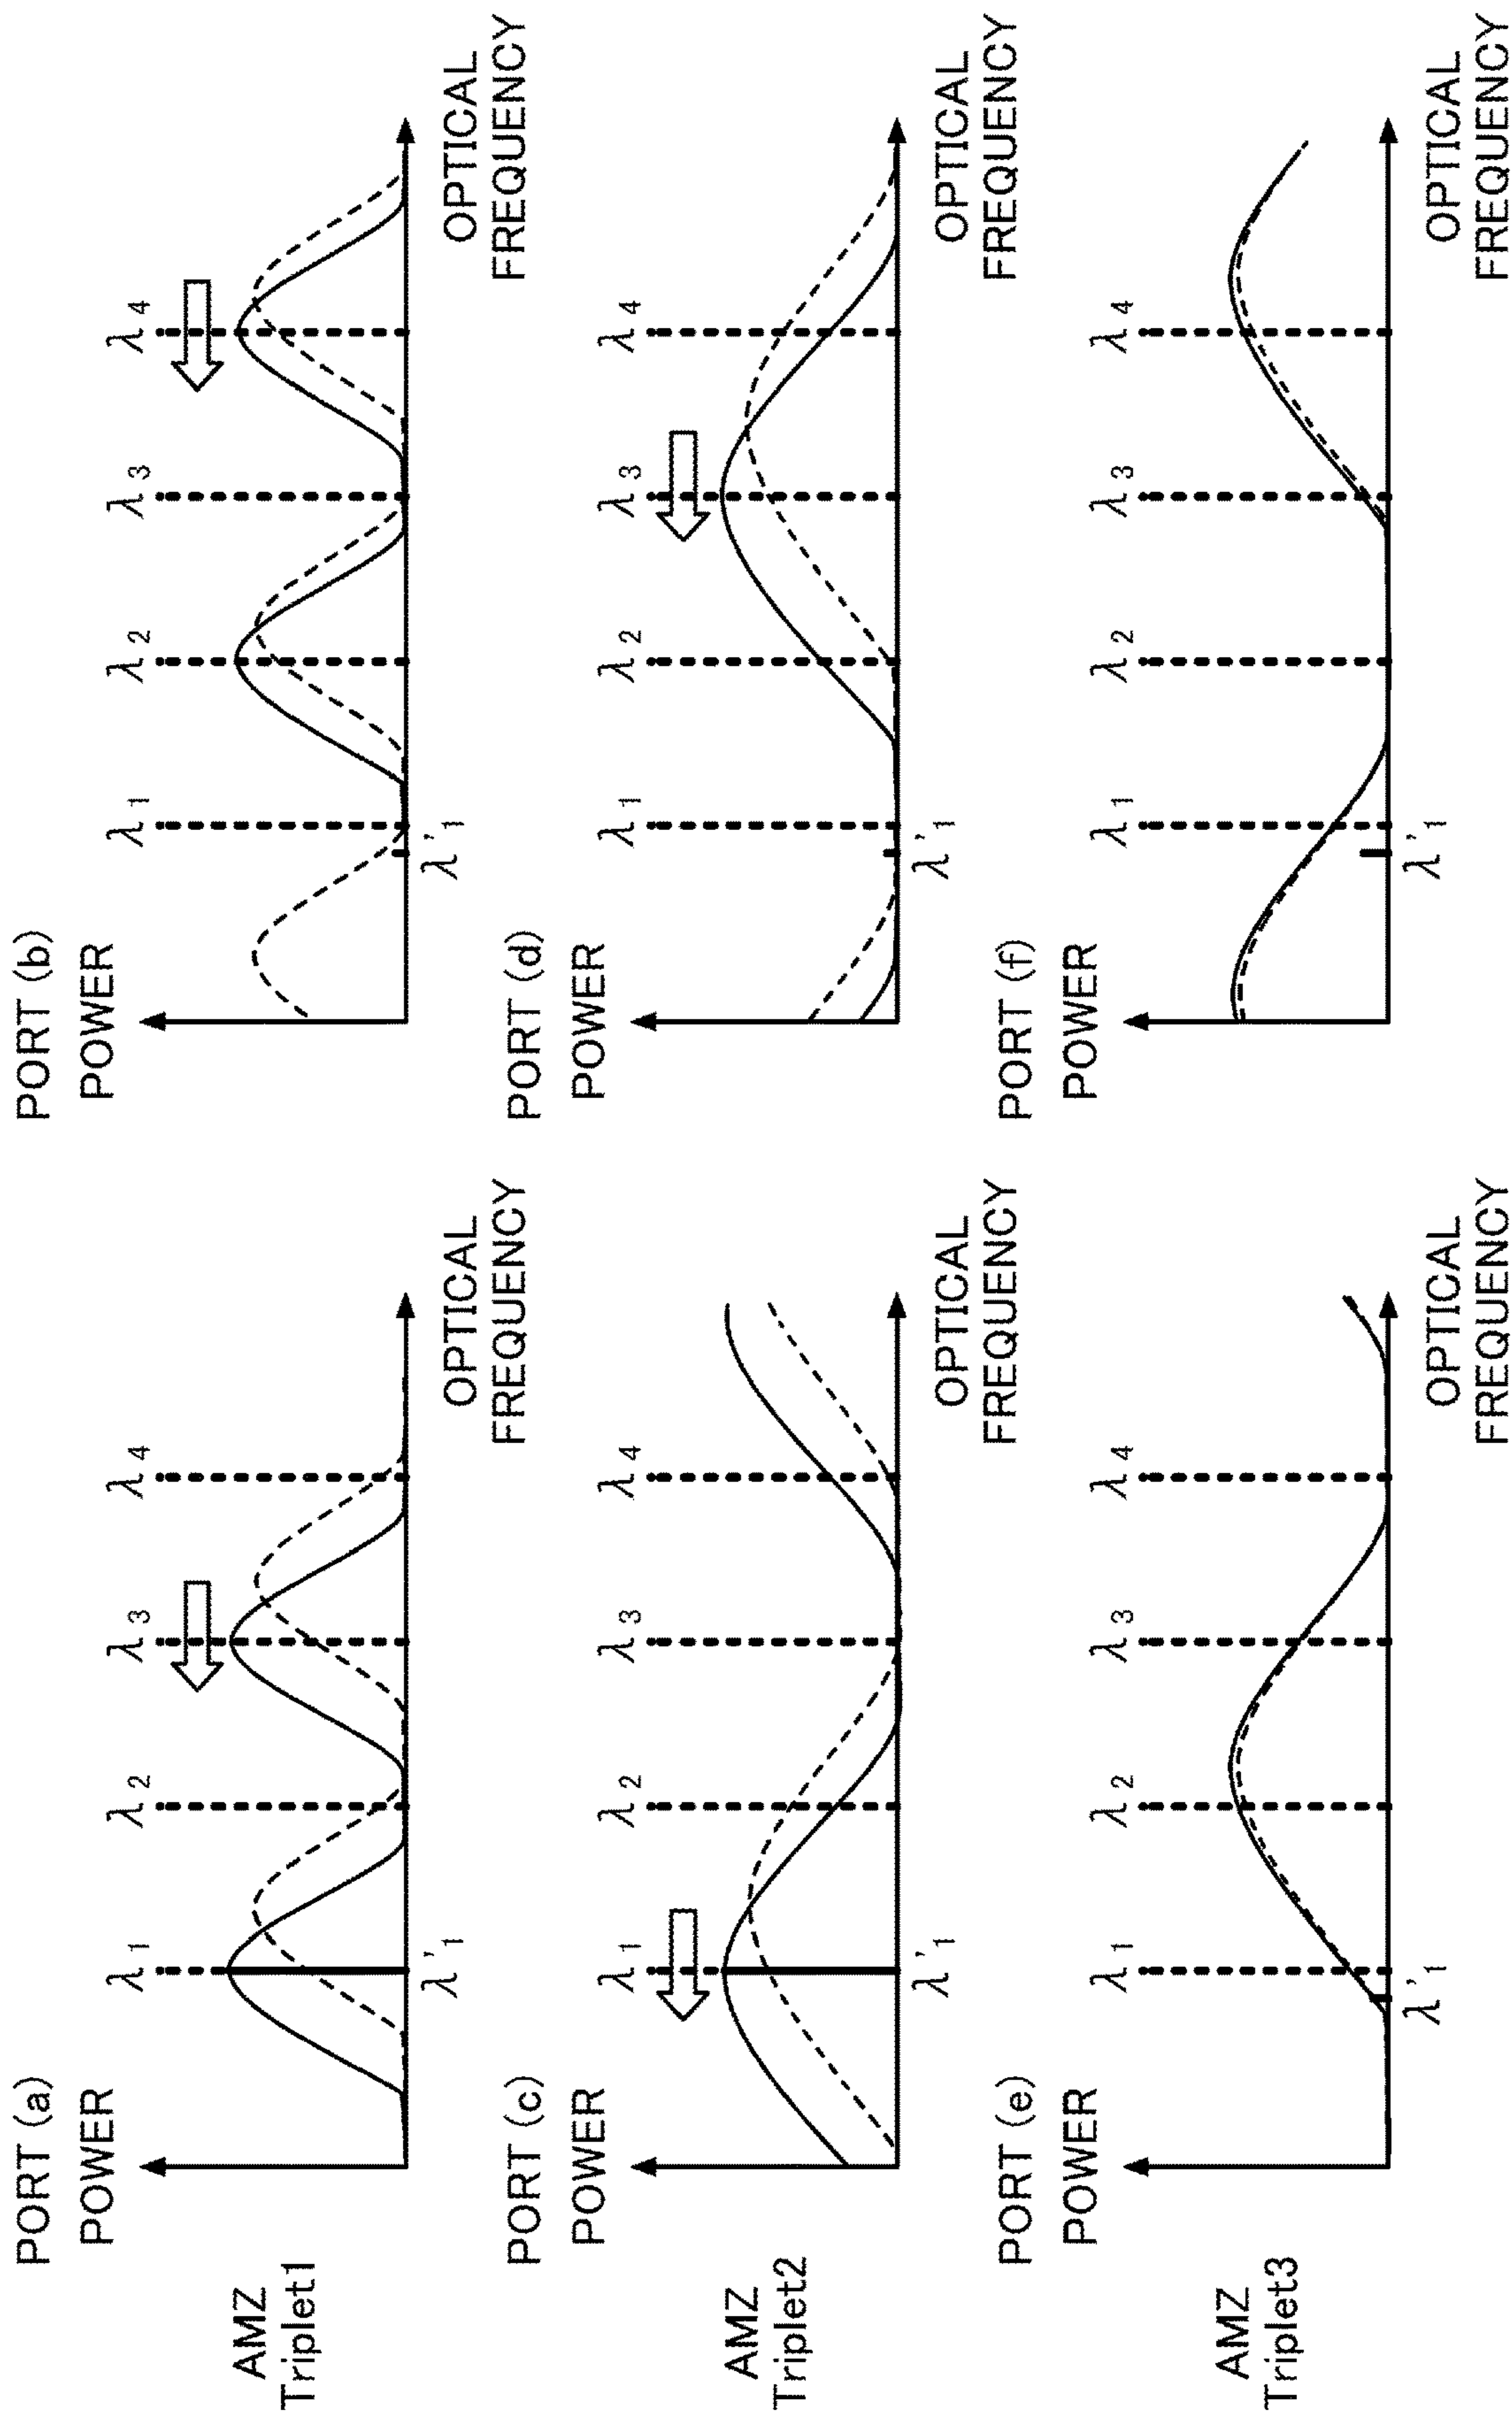 PORT (a)
POWER
λ1 λ2 λ3 λ4
λ'1
OPTICAL
FREQUENCY
AMZ
Triplet1
PORT (b)
POWER
λ1 λ2 λ3 λ4
λ'1
OPTICAL
FREQUENCY
PORT (c)
POWER
λ1 λ2 λ3 λ4
λ'1
OPTICAL
FREQUENCY
AMZ
Triplet2
PORT (d)
POWER
λ1 λ2 λ3 λ4
λ'1
OPTICAL
FREQUENCY
PORT (e)
POWER
λ1 λ2 λ3 λ4
λ'1
OPTICAL
FREQUENCY
AMZ
Triplet3
PORT (f)
POWER
λ1 λ2 λ3 λ4
λ'1
OPTICAL
FREQUENCY